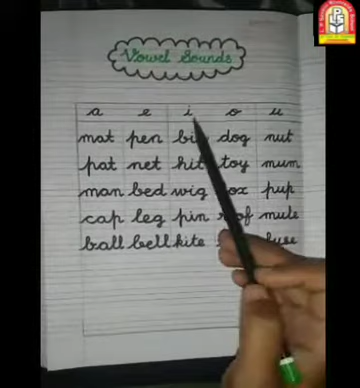 Vowel Sounds
a e i o u
mat pen dog nut
pat net hit toy mum
man bed wig pup
cap leg pin mule
ball bell kite